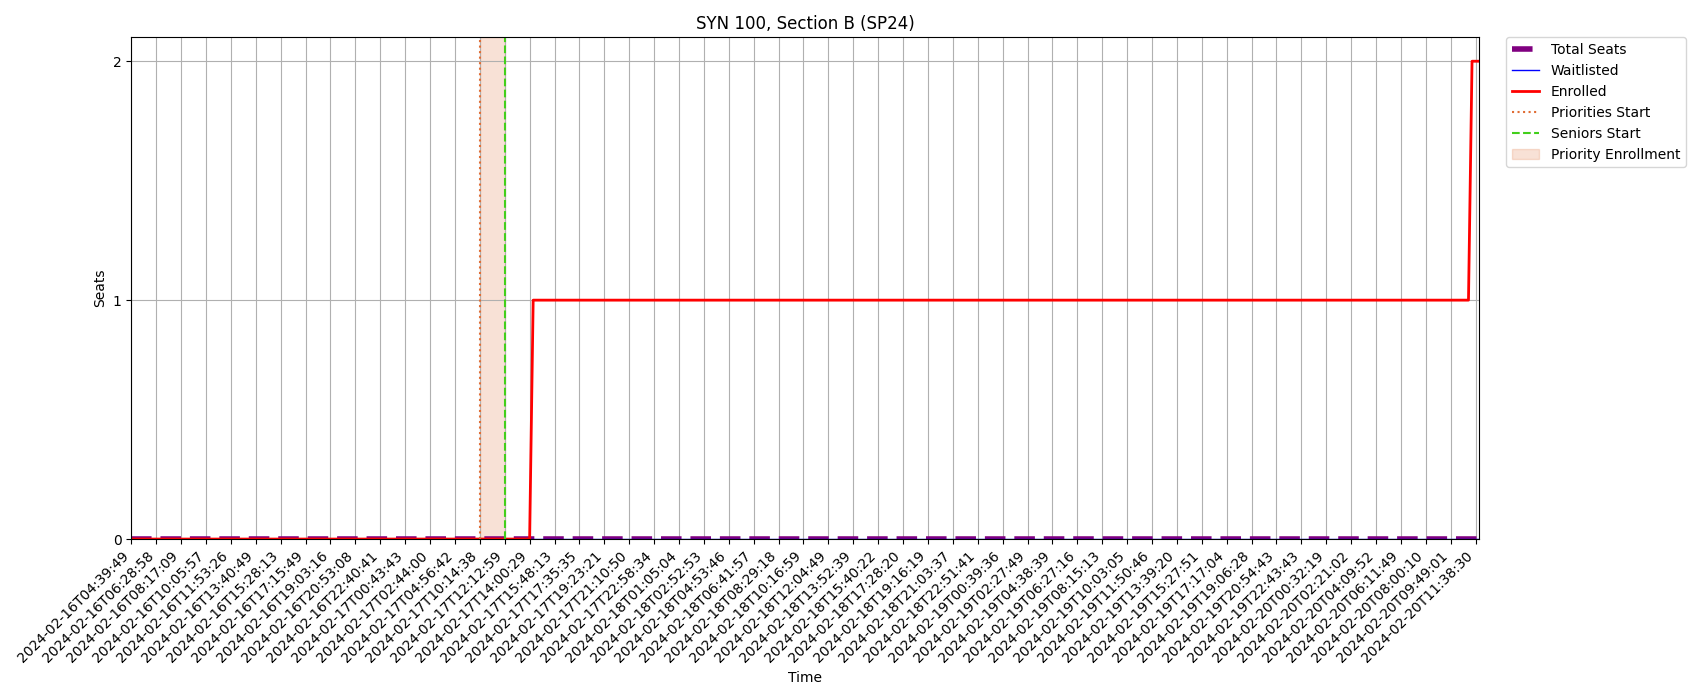 SYN 100, Section B (SP24)
Total Seats
Waitlisted
Enrolled
Priorities Start
Seniors Start
Priority Enrollment
Seats
2
1
0
2024-02-16T04:39:49
2024-02-16T06:28:58
2024-02-16T08:17:09
2024-02-16T10:05:57
2024-02-16T11:53:26
2024-02-16T13:40:49
2024-02-16T15:28:13
2024-02-16T17:15:49
2024-02-16T19:03:16
2024-02-16T20:53:08
2024-02-16T22:40:41
2024-02-17T00:43:43
2024-02-17T02:44:00
2024-02-17T04:56:42
2024-02-17T10:14:38
2024-02-17T12:12:59
2024-02-17T14:00:29
2024-02-17T15:48:13
2024-02-17T17:35:35
2024-02-17T19:23:21
2024-02-17T21:10:50
2024-02-17T22:58:34
2024-02-18T01:05:04
2024-02-18T02:52:53
2024-02-18T04:53:46
2024-02-18T06:41:57
2024-02-18T08:29:18
2024-02-18T10:16:59
2024-02-18T12:04:49
2024-02-18T13:52:39
2024-02-18T15:40:22
2024-02-18T17:28:20
2024-02-18T19:16:19
2024-02-18T21:03:37
2024-02-18T22:51:41
2024-02-19T00:39:36
2024-02-19T02:27:49
2024-02-19T04:38:39
2024-02-19T06:27:16
2024-02-19T08:15:13
2024-02-19T10:03:05
2024-02-19T11:50:46
2024-02-19T13:39:20
2024-02-19T15:27:51
2024-02-19T17:17:04
2024-02-19T19:06:28
2024-02-19T20:54:43
2024-02-19T22:43:43
2024-02-20T00:32:19
2024-02-20T02:21:02
2024-02-20T04:09:52
2024-02-20T06:11:49
2024-02-20T08:00:10
2024-02-20T09:49:01
2024-02-20T11:38:30
Time